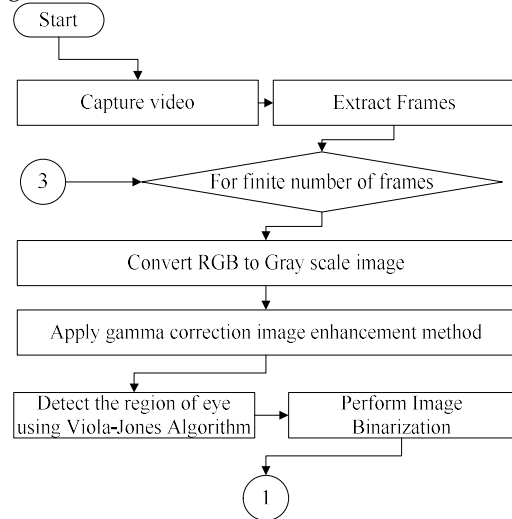 Start
Capture video
Extract Frames
3
For finite number of frames
Convert RGB to Gray scale image
Apply gamma correction image enhancement method
Detect the region of eye
using Viola-Jones Algorithm
Perform Image
Binarization
1